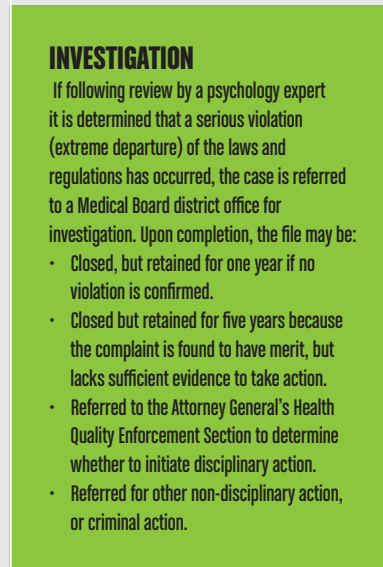 INVESTIGATION
If following review by a psychology expert
it is determined that a serious violation
(extreme departure) of the laws and
regulations has occurred, the case is referred
to a Medical Board district office for
investigation. Upon completion, the file may be:
• Closed, but retained for one year if no
violation is confirmed.
• Closed but retained for five years because
the complaint is found to have merit, but
lacks sufficient evidence to take action.
• Referred to the Attorney General’s Health
Quality Enforcement Section to determine
whether to initiate disciplinary action.
• Referred for other non-disciplinary action,
or criminal action.